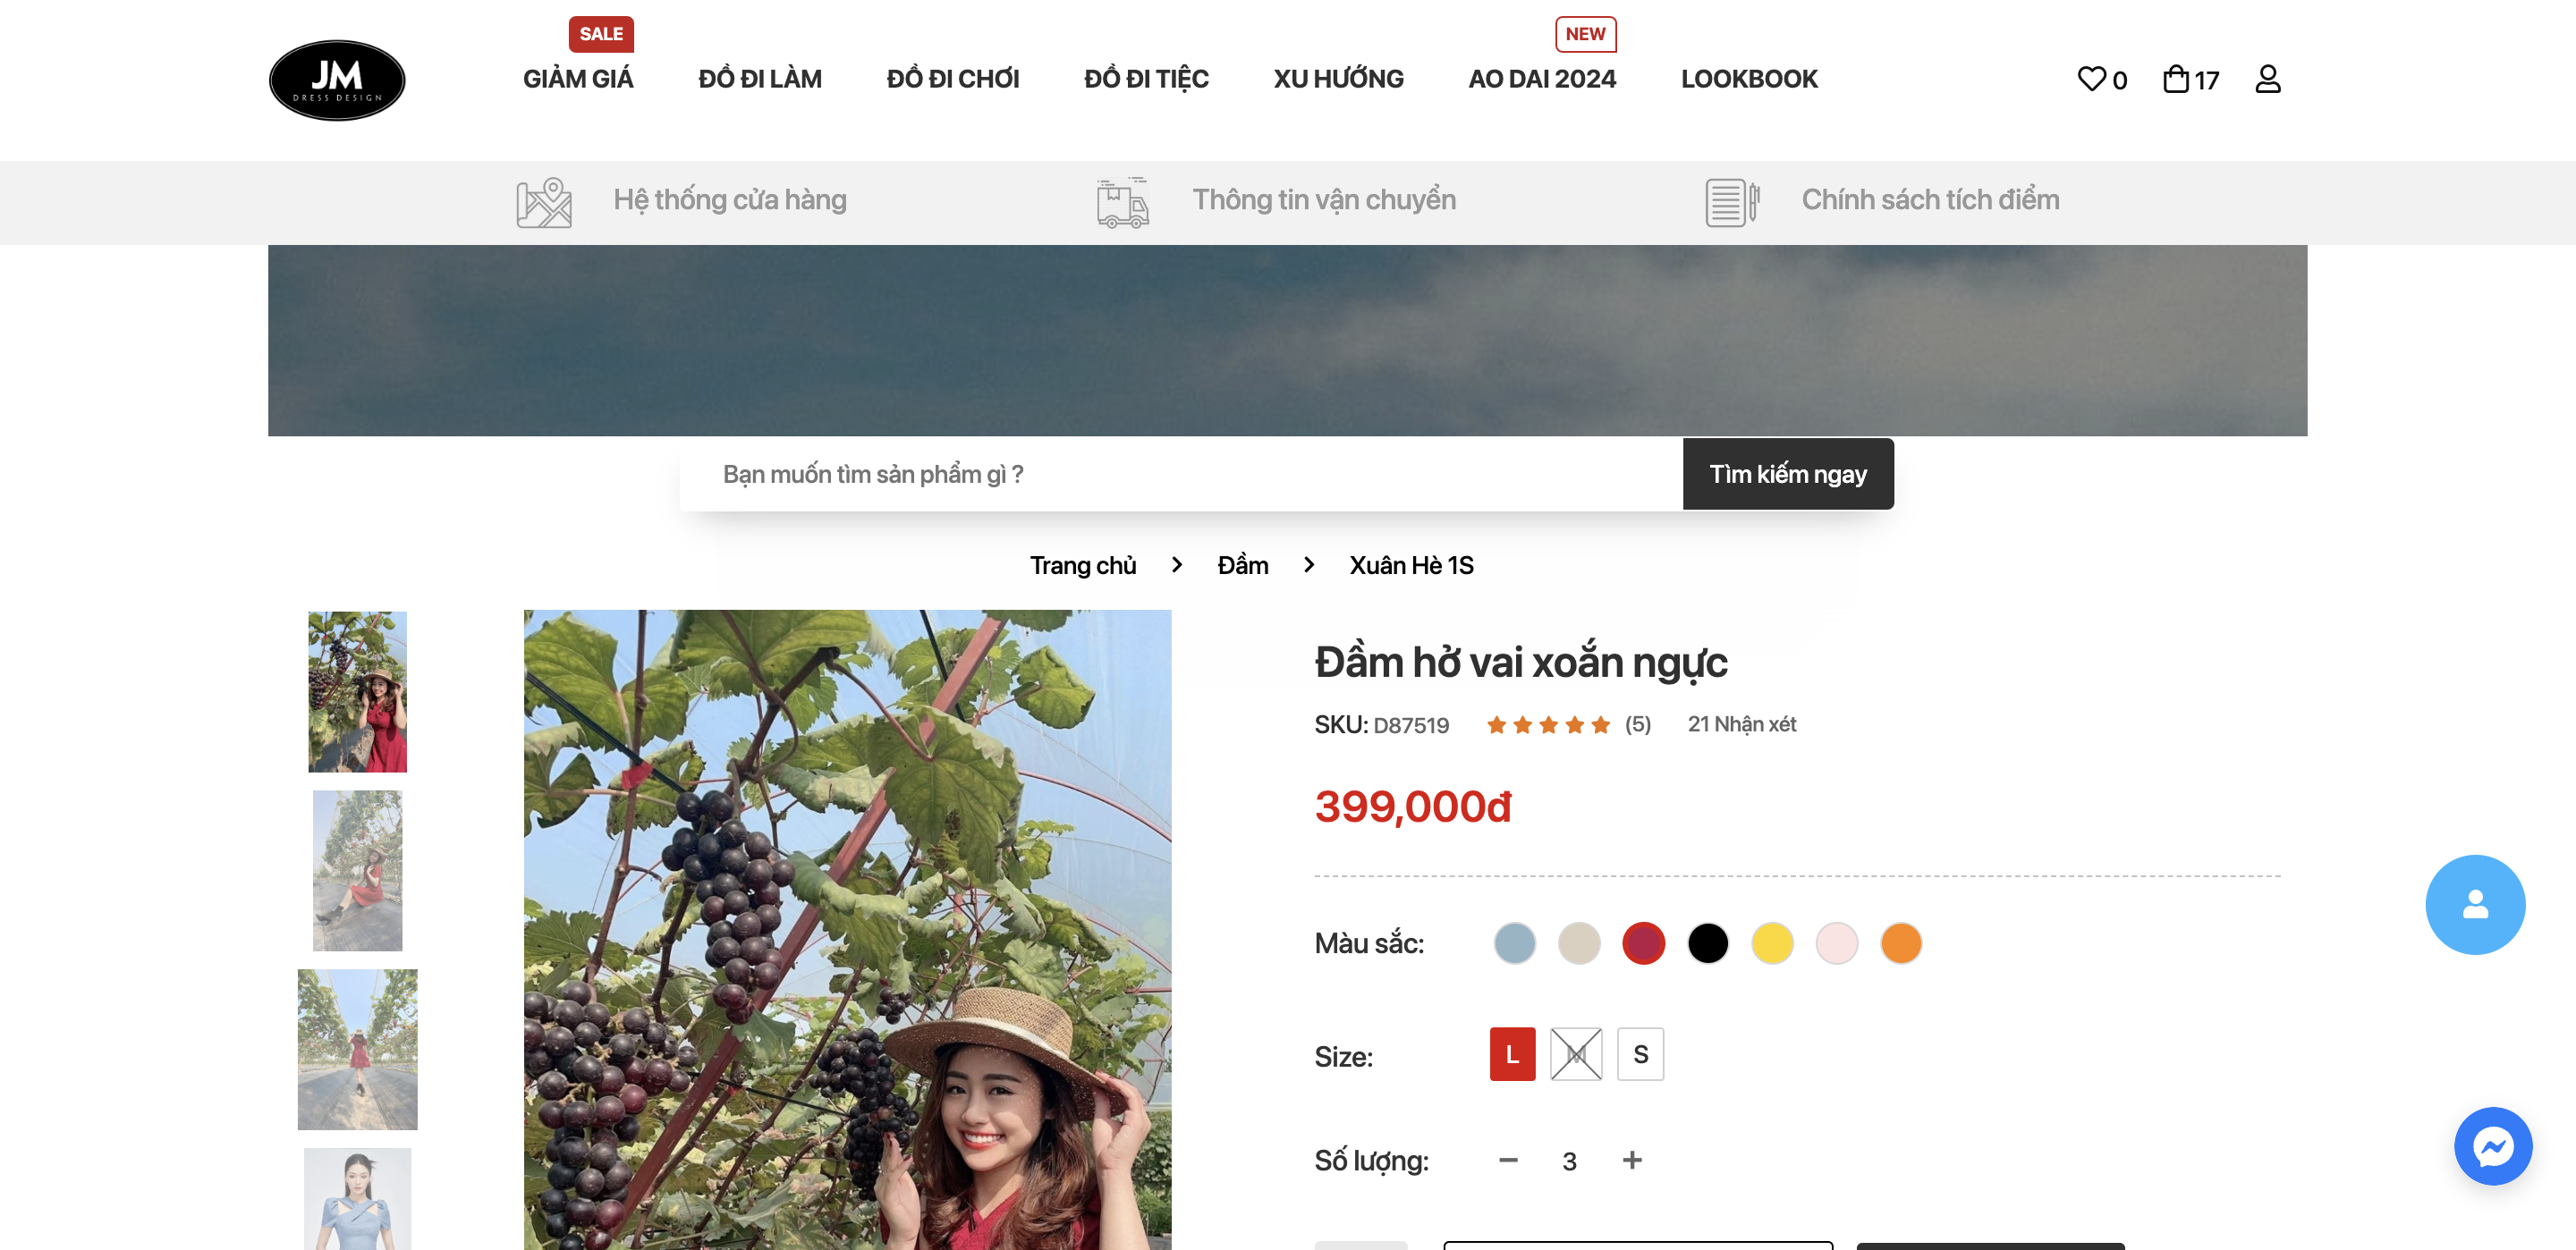 SALE
NEW
JM
DRESS DESIGN
GIẢM GIÁ
ĐỒ ĐI LÀM
ĐỒ ĐI CHƠI
ĐỒ ĐI TIỆC
XU HƯỚNG
AO DAI 2024
LOOKBOOK
0
17
Hệ thống cửa hàng
Thông tin vận chuyển
Chính sách tích điểm
Bạn muốn tìm sản phẩm gì ?
Tìm kiếm ngay
Trang chủ
Đầm
Xuân Hè 1S
Đầm hở vai xoắn ngực
SKU: D87519
(5)
21 Nhận xét
399,000đ
Màu sắc:
Size:
L
M
S
Số lượng:
3